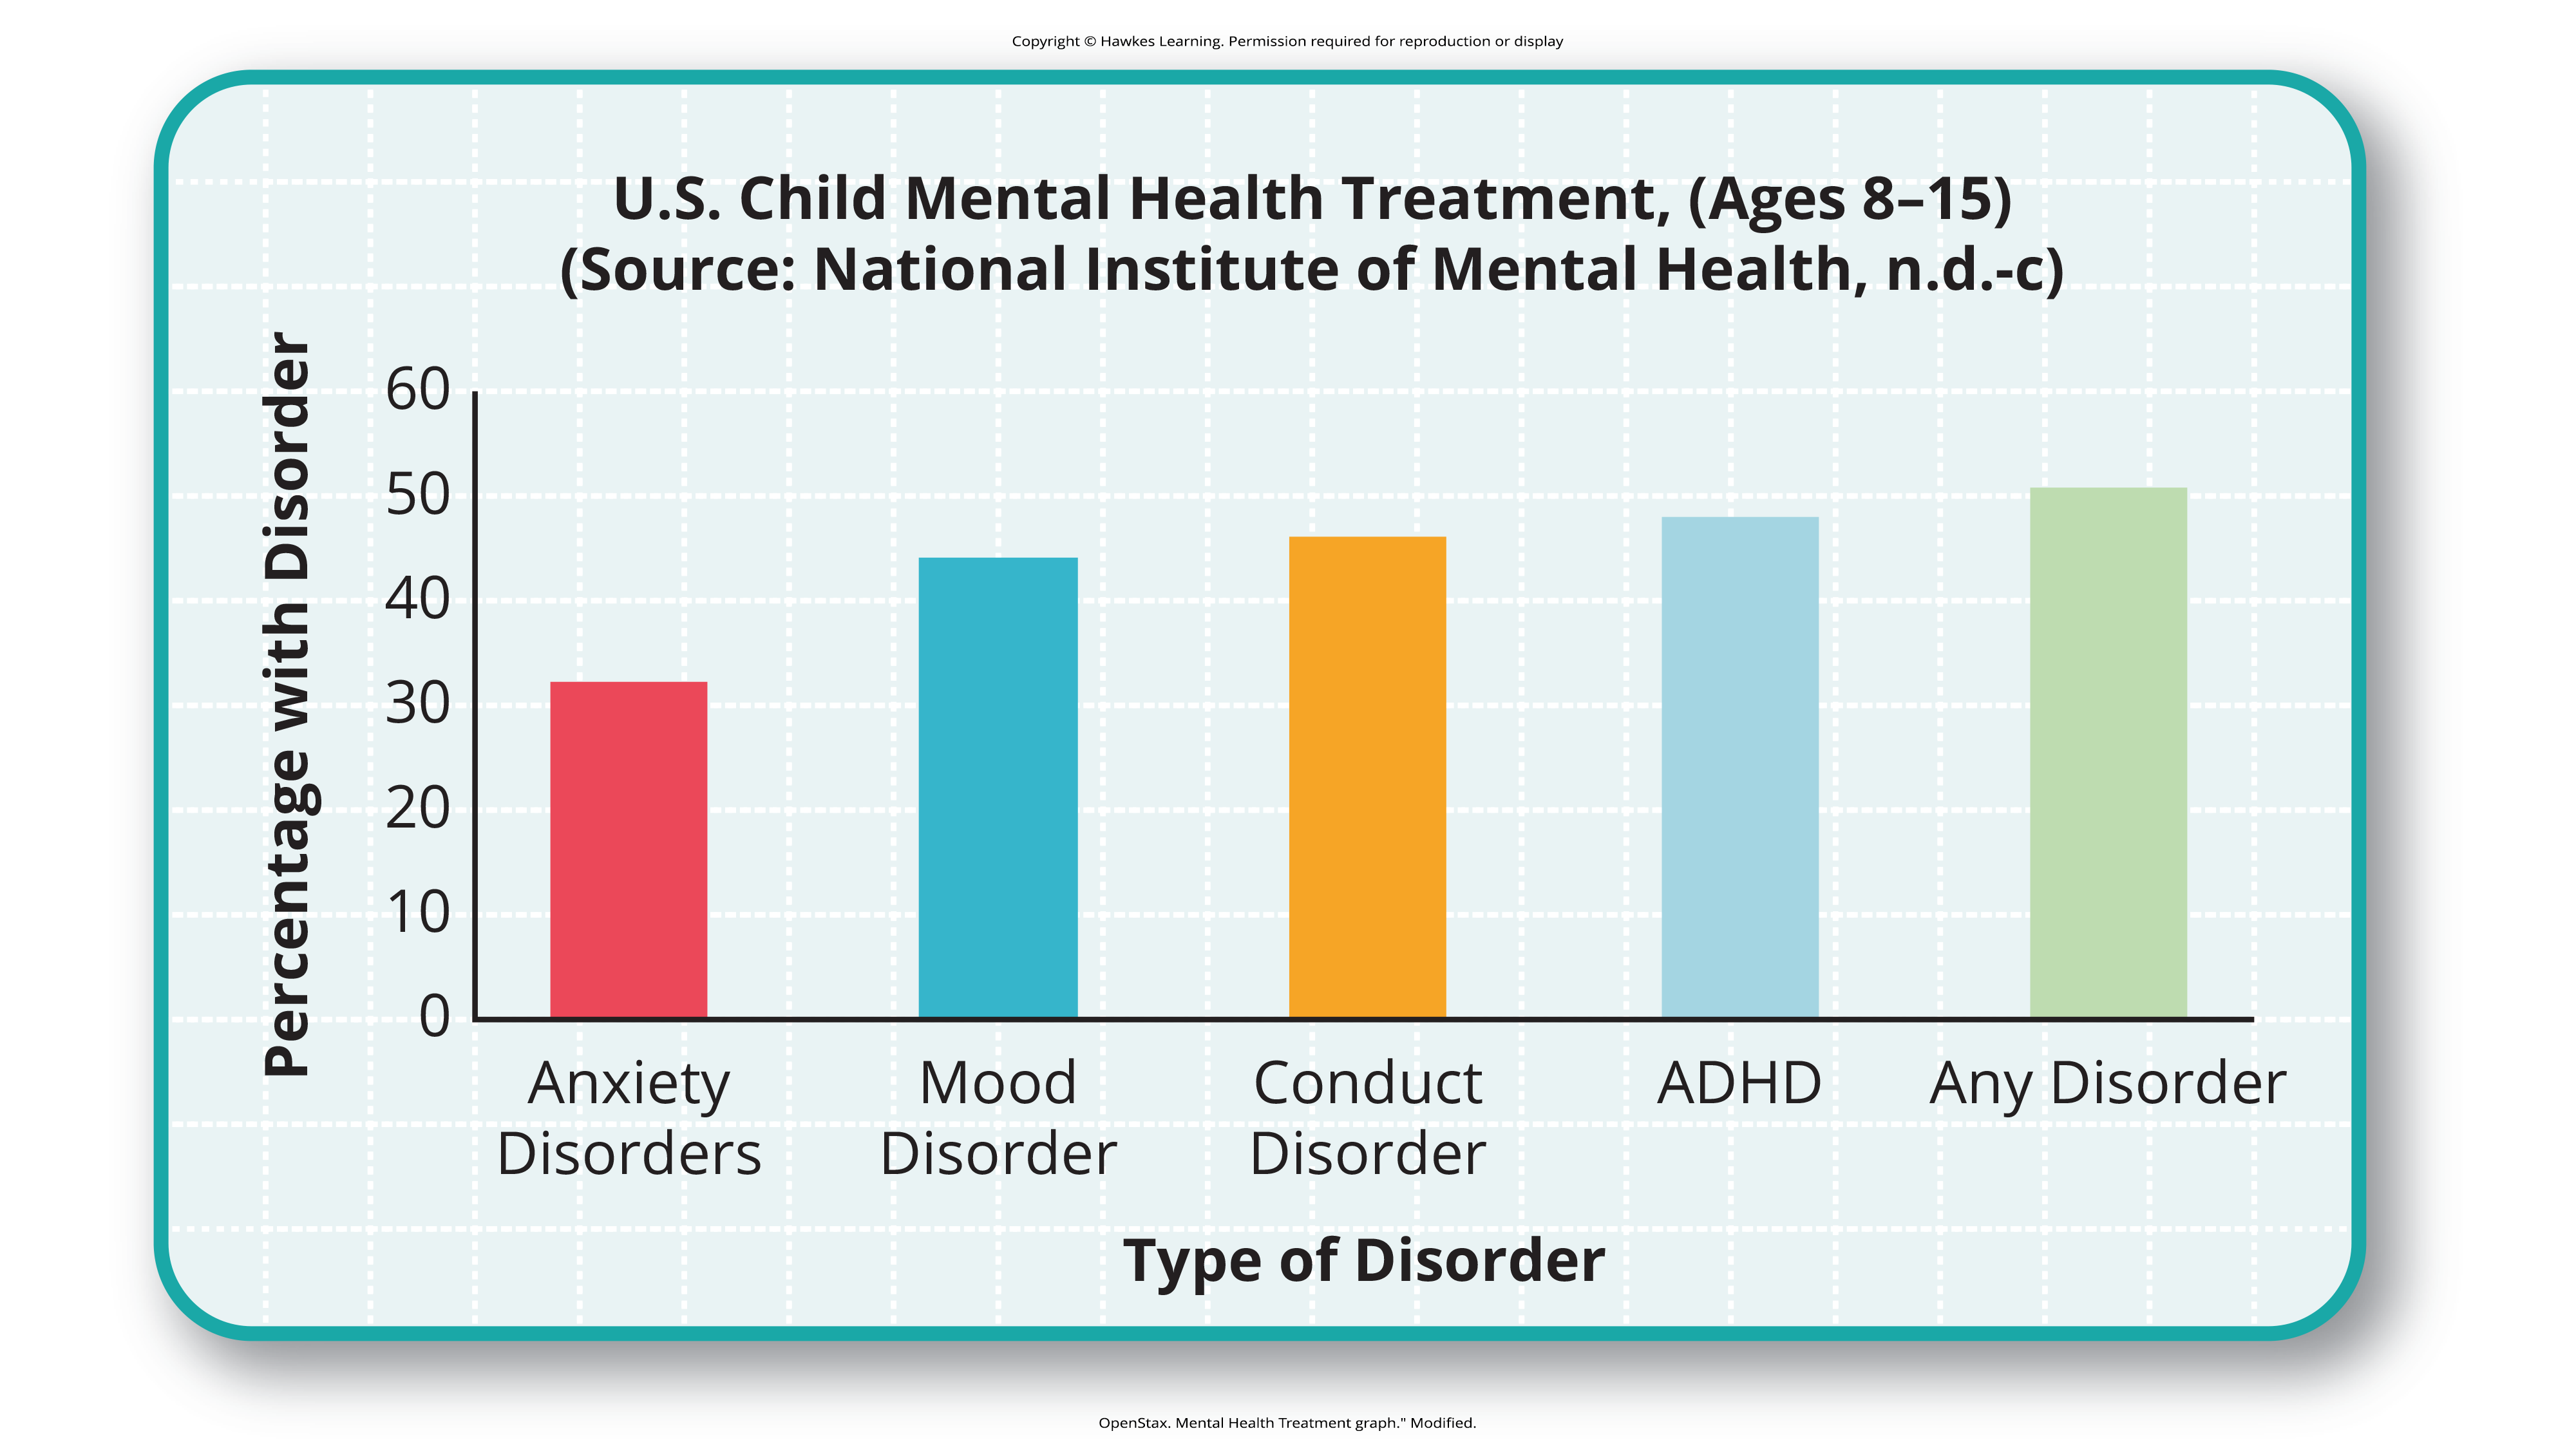 Copyright © Hawkes Learning. Permission required for reproduction or display
U.S. Child Mental Health Treatment, (Ages 8–15)
(Source: National Institute of Mental Health, n.d.-c)
Percentage with Disorder
60
50
40
30
20
10
0
Anxiety
Disorders
Mood
Disorder
Conduct
Disorder
ADHD
Any Disorder
Type of Disorder
OpenStax. Mental Health Treatment graph." Modified.